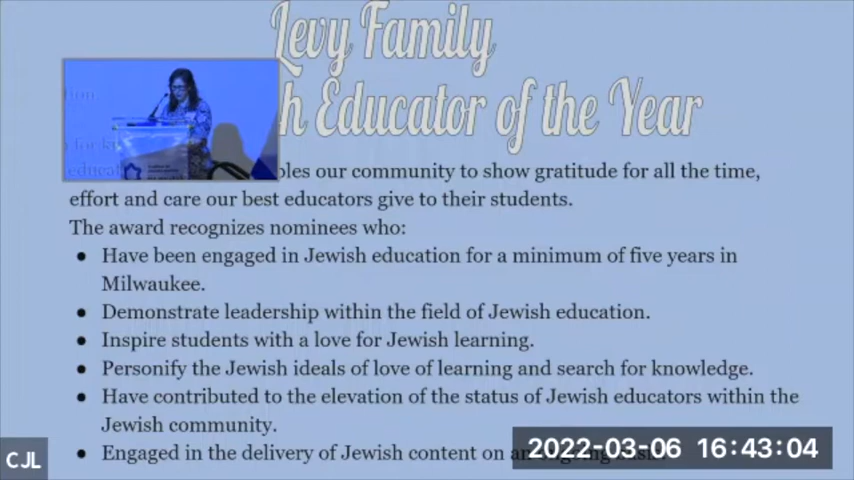 Levy Family
h Educator of the Year
bles our community to show gratitude for all the time,
effort and care our best educators give to their students.
The award recognizes nominees who:
● Have been engaged in Jewish education for a minimum of five years in
Milwaukee.
● Demonstrate leadership within the field of Jewish education.
● Inspire students with a love for Jewish learning.
● Personify the Jewish ideals of love of learning and search for knowledge.
● Have contributed to the elevation of the status of Jewish educators within the
Jewish community.
● Engaged in the delivery of Jewish content on
2022-03-06 16:43:04
CJL